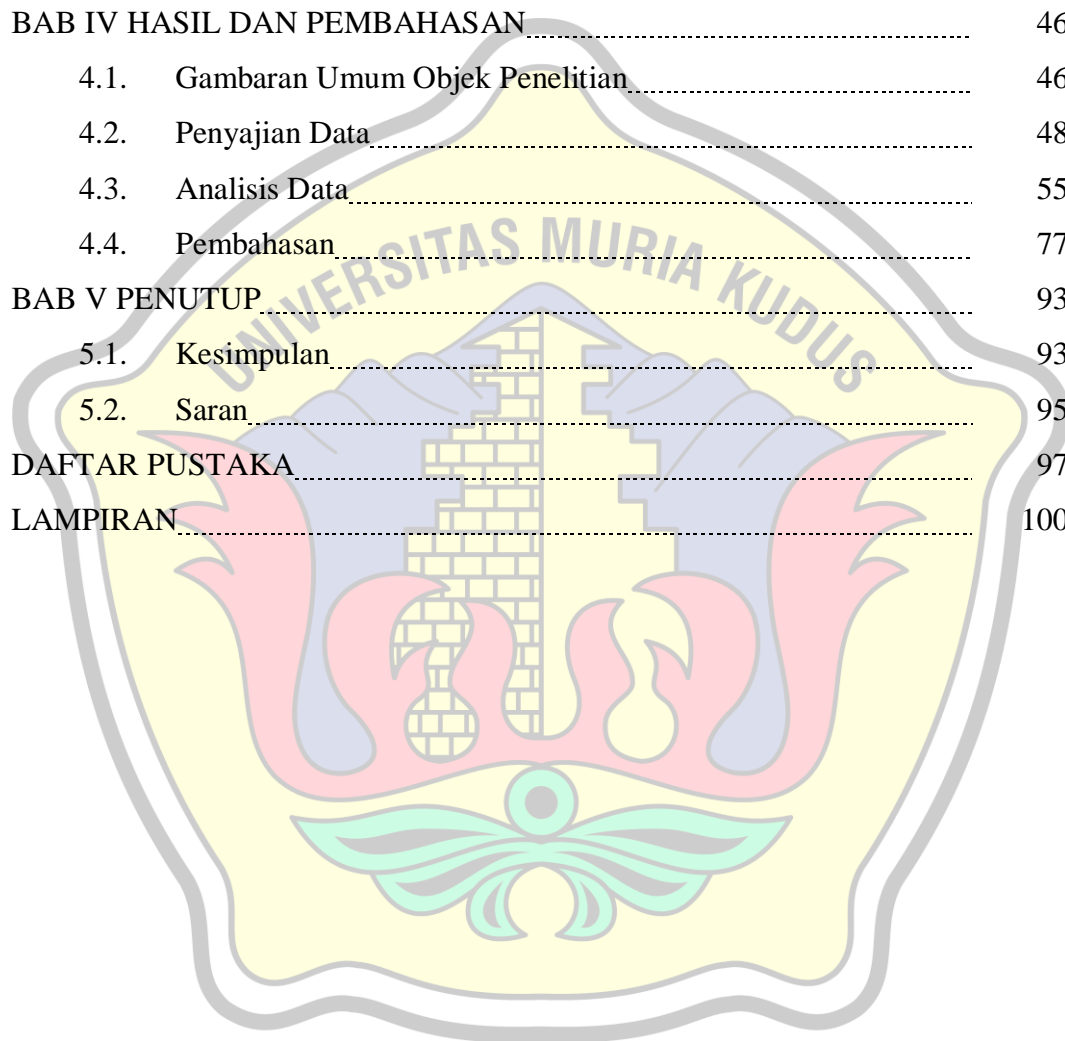 BAB IV HASIL DAN PEMBAHASAN 46
4.1. Gambaran Umum Objek Penelitian 46
4.2. Penyajian Data 48
4.3. Analisis Data 55
4.4. Pembahasan 77
UNIVERSITAS MURIA KUDUS
BAB V PENUTUP 93
5.1. Kesimpulan 93
5.2. Saran 95
DAFTAR PUSTAKA 97
LAMPIRAN 100